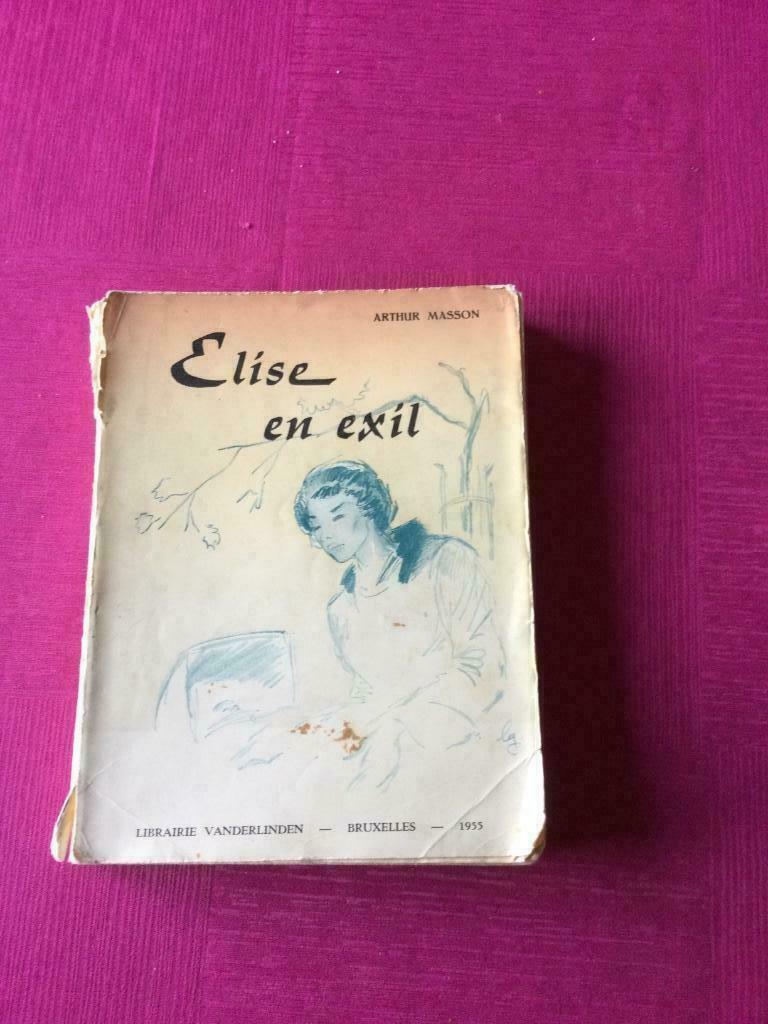 ARTHUR MASSON
Elise
en exil
LIBRAIRIE VANDERLINDEN — BRUXELLES — 1955